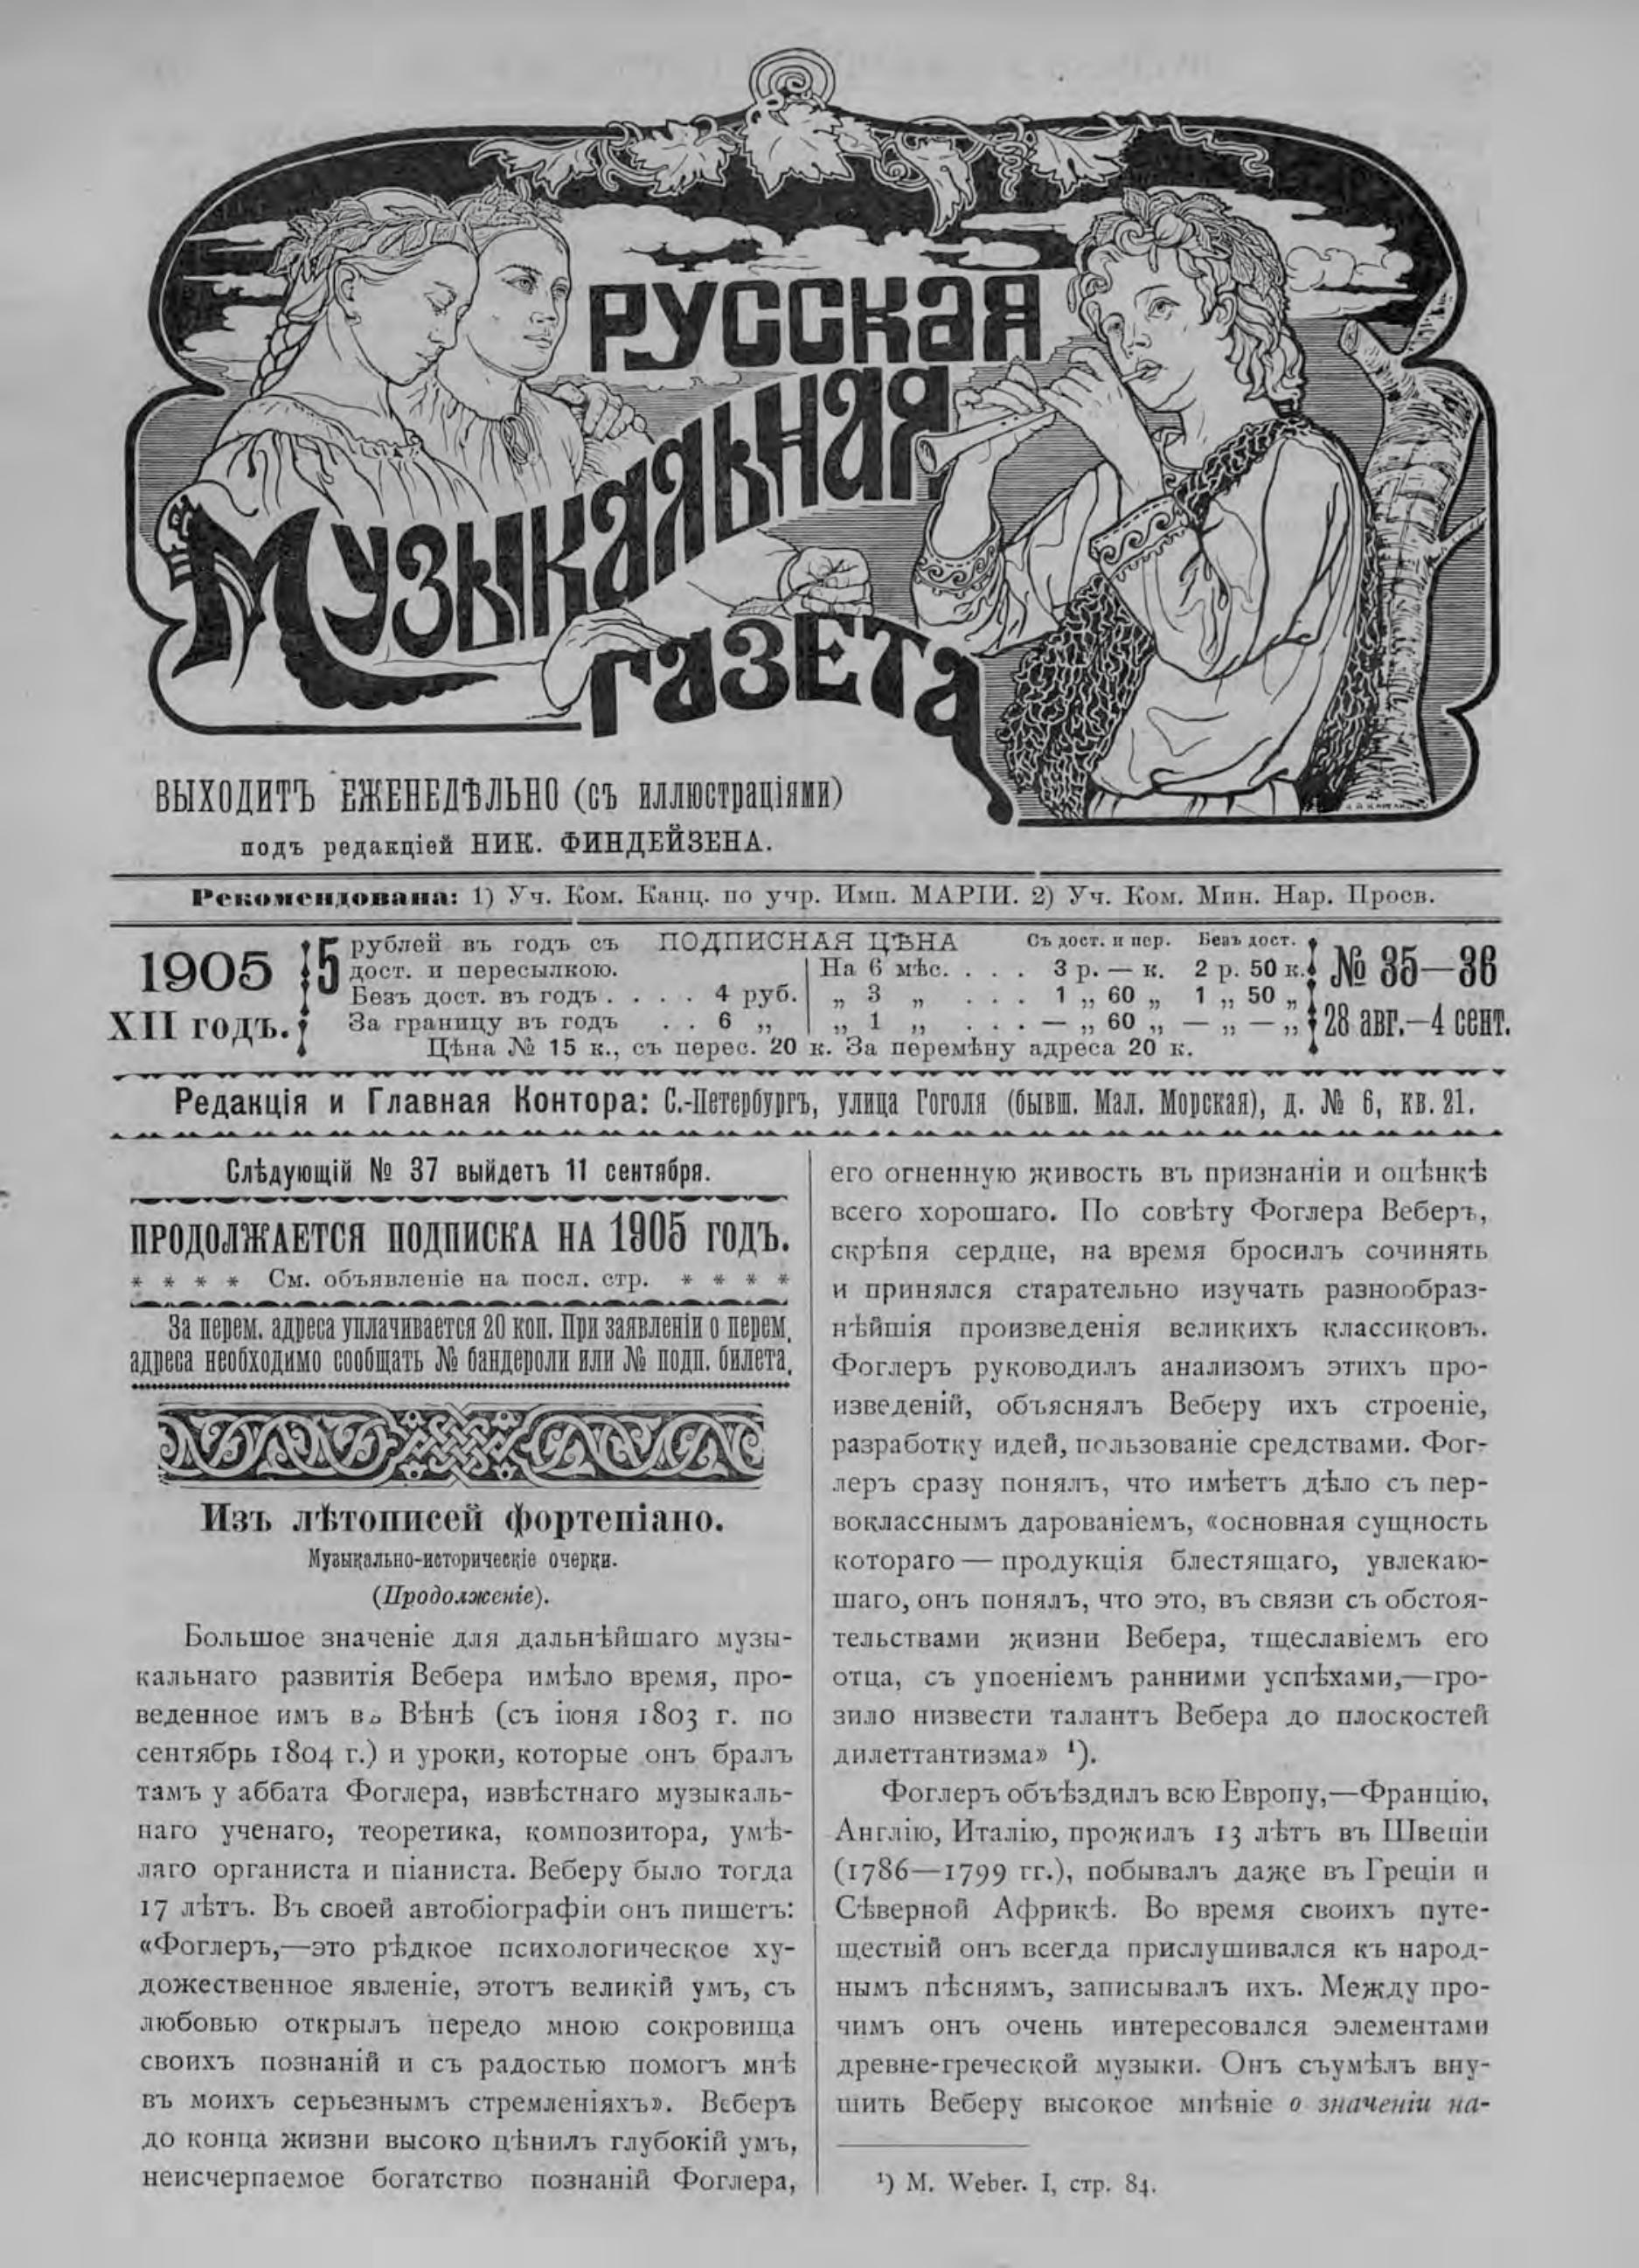 РУССКАЯ
МУЗЫКАЛЬНАЯ
ГАЗЕТА
ВЫХОДИТЪ ЕЖЕНЕДѢЛЬНО (съ иллюстраціями)
подъ редакціей НИК. ФИНДЕЙЗЕНА.
Рекомендована: 1) Уч. Ком. Канц. по учр. Имп. МАРІИ. 2) Уч. Ком. Мин. Нар. Просв.
1905
XII годъ.
5 рублей въ годъ съ
дост. и пересылкою.
Безъ дост. въ годъ . . . . 4 руб.
За границу въ годъ . . 6 „
ПОДПИСНАЯ ЦѢНА Съ дост. и пер. Безъ дост.
На 6 мѣс. . . . 3 р. — к. 2 р. 50 к.
„ 3 „ . . . 1 „ 60 „ 1 „ 50 „
„ 1 „ . . . — „ 60 „ — „ — „
Цѣна № 15 к., съ перес. 20 к. За перемѣну адреса 20 к.
№ 35—36
28 авг.—4 сент.
Редакція и Главная Контора: С.-Петербургъ, улица Гоголя (бывш. Мал. Морская), д. № 6, кв. 21.
Слѣдующій № 37 выйдетъ 11 сентября.
ПРОДОЛЖАЕТСЯ ПОДПИСКА НА 1905 ГОДЪ.
* * * * См. объявленіе на посл. стр. * * * *
За перем. адреса уплачивается 20 коп. При заявленіи о перем.
адреса необходимо сообщать № бандероли или № подп. билета.
Изъ лѣтописей фортепіано.
Музыкально-историческіе очерки.
(Продолженіе).
Большое значеніе для дальнѣйшаго музы-
кальнаго развитія Вебера имѣло время, про-
веденное имъ въ Вѣнѣ (съ іюня 1803 г. по
сентябрь 1804 г.) и уроки, которые онъ бралъ
тамъ у аббата Фоглера, извѣстнаго музыкаль-
наго ученаго, теоретика, композитора, умѣ-
лаго органиста и піаниста. Веберу было тогда
17 лѣтъ. Въ своей автобіографіи онъ пишетъ:
«Фоглеръ,—это рѣдкое психологическое ху-
дожественное явленіе, этотъ великій умъ, съ
любовью открылъ передо мною сокровища
своихъ познаній и съ радостью помогъ мнѣ
въ моихъ серьезнымъ стремленіяхъ». Веберъ
до конца жизни высоко цѣнилъ глубокій умъ,
неисчерпаемое богатство познаній Фоглера,
его огненную живость въ признаніи и оцѣнкѣ
всего хорошаго. По совѣту Фоглера Веберъ,
скрѣпя сердце, на время бросилъ сочинять
и принялся старательно изучать разнообраз-
нѣйшія произведенія великихъ классиковъ.
Фоглеръ руководилъ анализомъ этихъ про-
изведеній, объяснялъ Веберу ихъ строеніе,
разработку идей, пользованіе средствами. Фог-
леръ сразу понялъ, что имѣетъ дѣло съ пер-
вокласснымъ дарованіемъ, «основная сущность
котораго — продукція блестящаго, увлекаю-
щаго, онъ понялъ, что это, въ связи съ обстоя-
тельствами жизни Вебера, тщеславіемъ его
отца, съ упоеніемъ ранними успѣхами,—гро-
зило низвести талантъ Вебера до плоскостей
дилеттантизма» ¹).
Фоглеръ объѣздилъ всю Европу,—Францію,
Англію, Италію, прожилъ 13 лѣтъ въ Швеціи
(1786—1799 гг.), побывалъ даже въ Греціи и
Сѣверной Африкѣ. Во время своихъ путе-
шествій онъ всегда прислушивался къ народ-
нымъ пѣснямъ, записывалъ ихъ. Между про-
чимъ онъ очень интересовался элементами
древне-греческой музыки. Онъ съумѣлъ вну-
шить Веберу высокое мнѣніе о значеніи на-
¹) M. Weber. I, стр. 84.